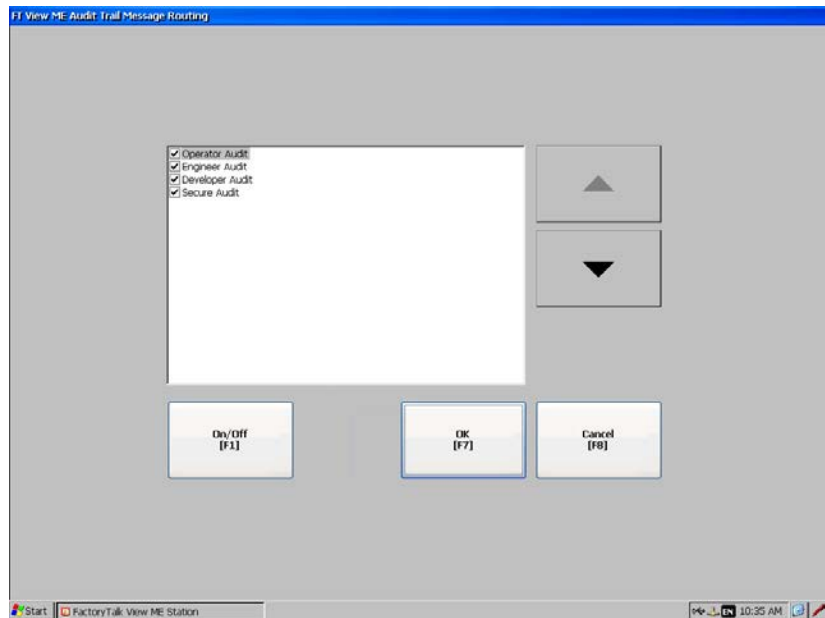 FT View ME Audit Trail Message Routing
Operator Audit
Engineer Audit
Developer Audit
Secure Audit
On/Off
[F1]
OK
[F7]
Cancel
[F8]
Start
FactoryTalk View ME Station
EN
10:35 AM